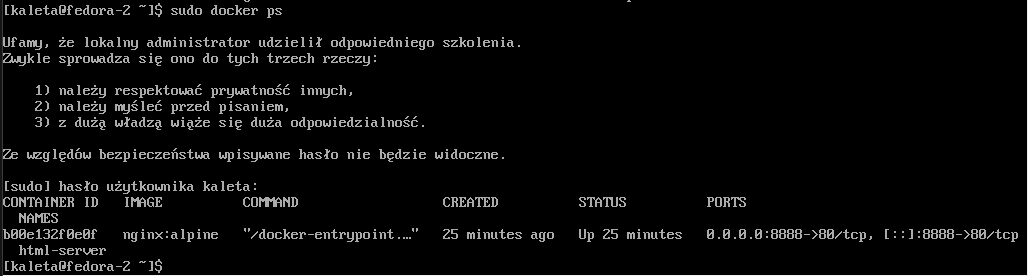 [kaleta@fedora-2 ~]$ sudo docker ps
Ufamy, że lokalny administrator udzielił odpowiedniego szkolenia.
Zwykle sprowadza się ono do tych trzech rzeczy:
1) należy respektować prywatność innych,
2) należy myśleć przed pisaniem,
3) z dużą władzą wiąże się duża odpowiedzialność.
Ze względów bezpieczeństwa wpisywane hasło nie będzie widoczne.
[sudo] hasło użytkownika kaleta:
CONTAINER ID   IMAGE          COMMAND                  CREATED          STATUS          PORTS
  NAMES
b00e132f0e0f   nginx:alpine   "/docker-entrypoint.…"   25 minutes ago   Up 25 minutes   0.0.0.0:8888->80/tcp, [::]:8888->80/tcp
  html-server
[kaleta@fedora-2 ~]$